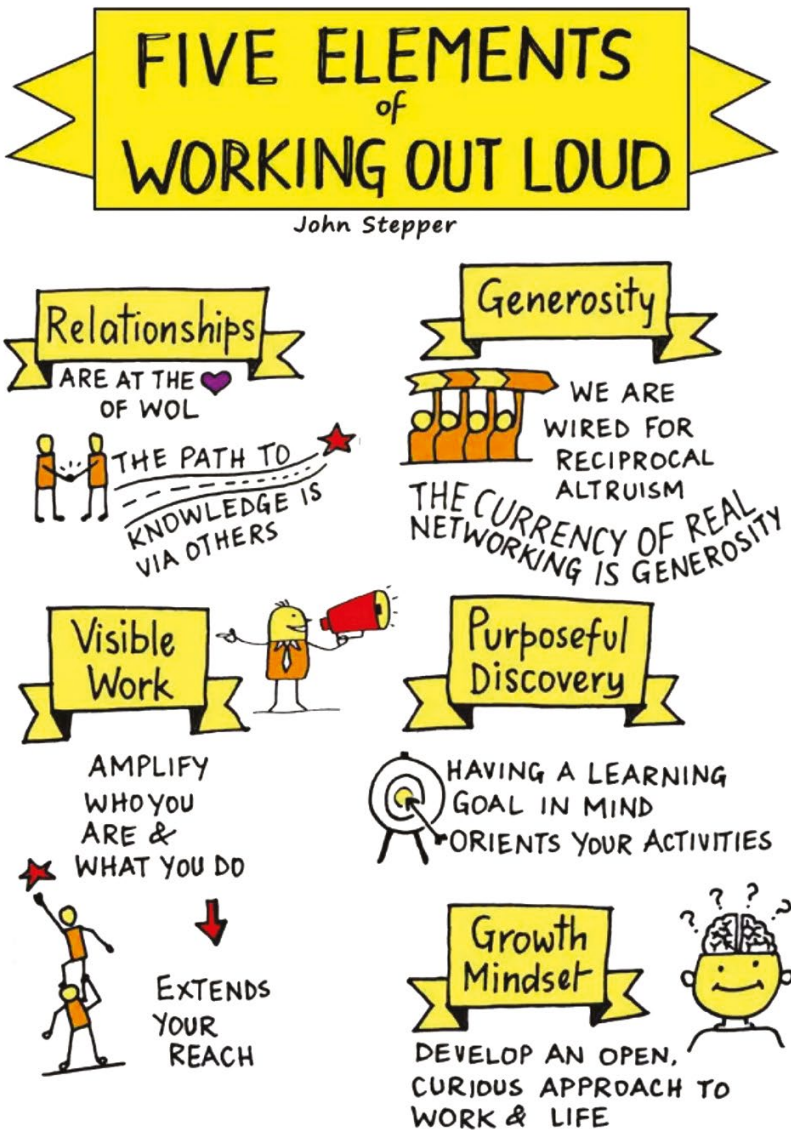 FIVE ELEMENTS
of
WORKING OUT LOUD
John Stepper
Relationships
ARE AT THE
OF WOL
THE PATH TO
KNOWLEDGE IS
VIA OTHERS
Generosity
WE ARE
WIRED FOR
RECIPROCAL
ALTRUISM
THE CURRENCY OF REAL
NETWORKING IS GENEROSITY
Visible
Work
AMPLIFY
WHO YOU
ARE &
WHAT YOU DO
EXTENDS
YOUR
REACH
Purposeful
Discovery
HAVING A LEARNING
GOAL IN MIND
ORIENTS YOUR ACTIVITIES
Growth
Mindset
? ? ? ?
DEVELOP AN OPEN,
CURIOUS APPROACH TO
WORK & LIFE